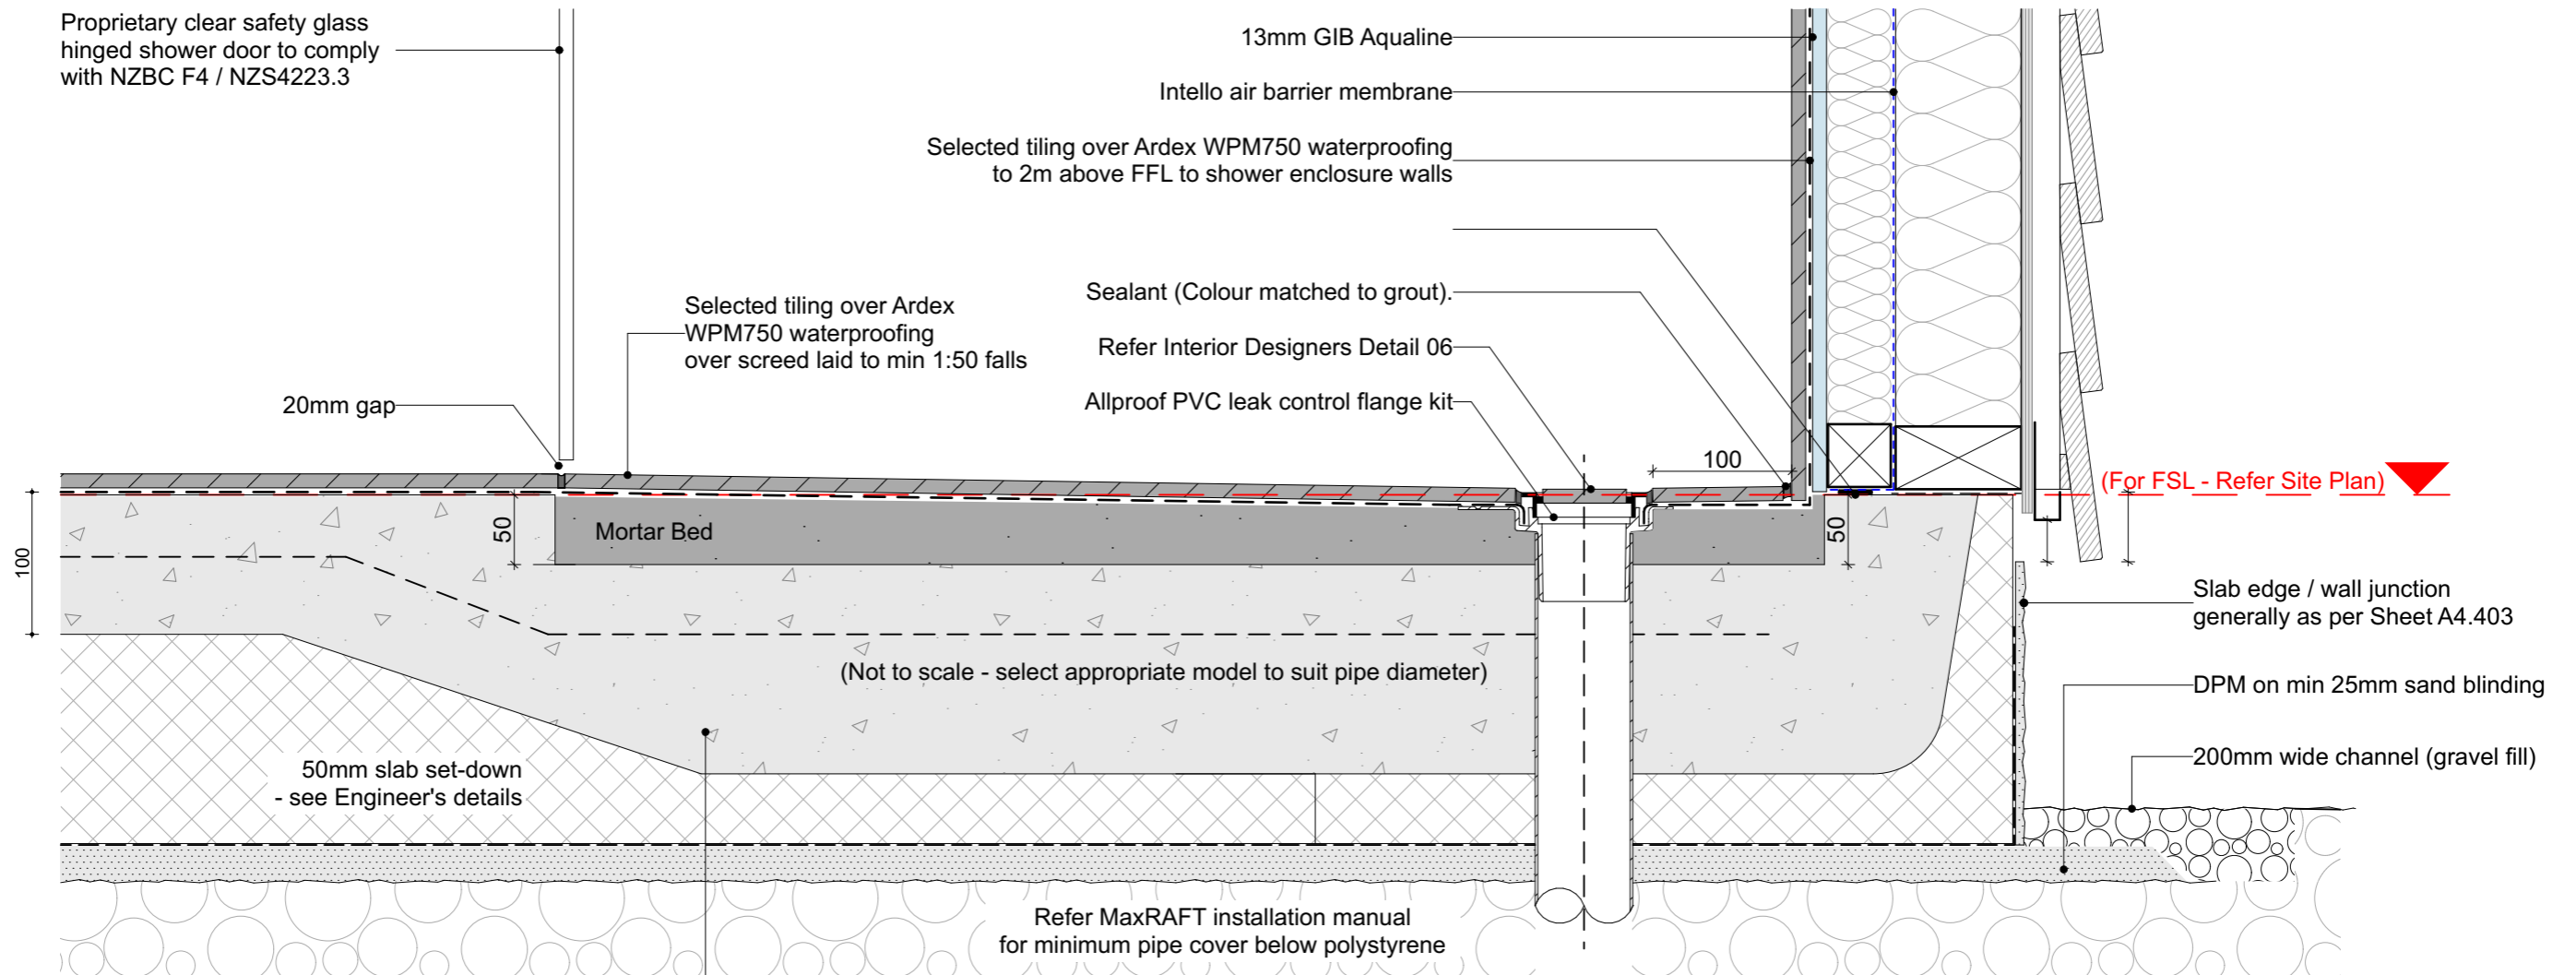 Proprietary clear safety glass
hinged shower door to comply
with NZBC F4 / NZS4223.3
13mm GIB Aqualine
Intello air barrier membrane
Selected tiling over Ardex WPM750 waterproofing
to 2m above FFL to shower enclosure walls
Selected tiling over Ardex
WPM750 waterproofing
over screed laid to min 1:50 falls
Sealant (Colour matched to grout).
Refer Interior Designers Detail 06
Allproof PVC leak control flange kit
20mm gap
100
(For FSL - Refer Site Plan)
50
Mortar Bed
50
100
Slab edge / wall junction
generally as per Sheet A4.403
(Not to scale - select appropriate model to suit pipe diameter)
DPM on min 25mm sand blinding
50mm slab set-down
- see Engineer's details
200mm wide channel (gravel fill)
Refer MaxRAFT installation manual
for minimum pipe cover below polystyrene